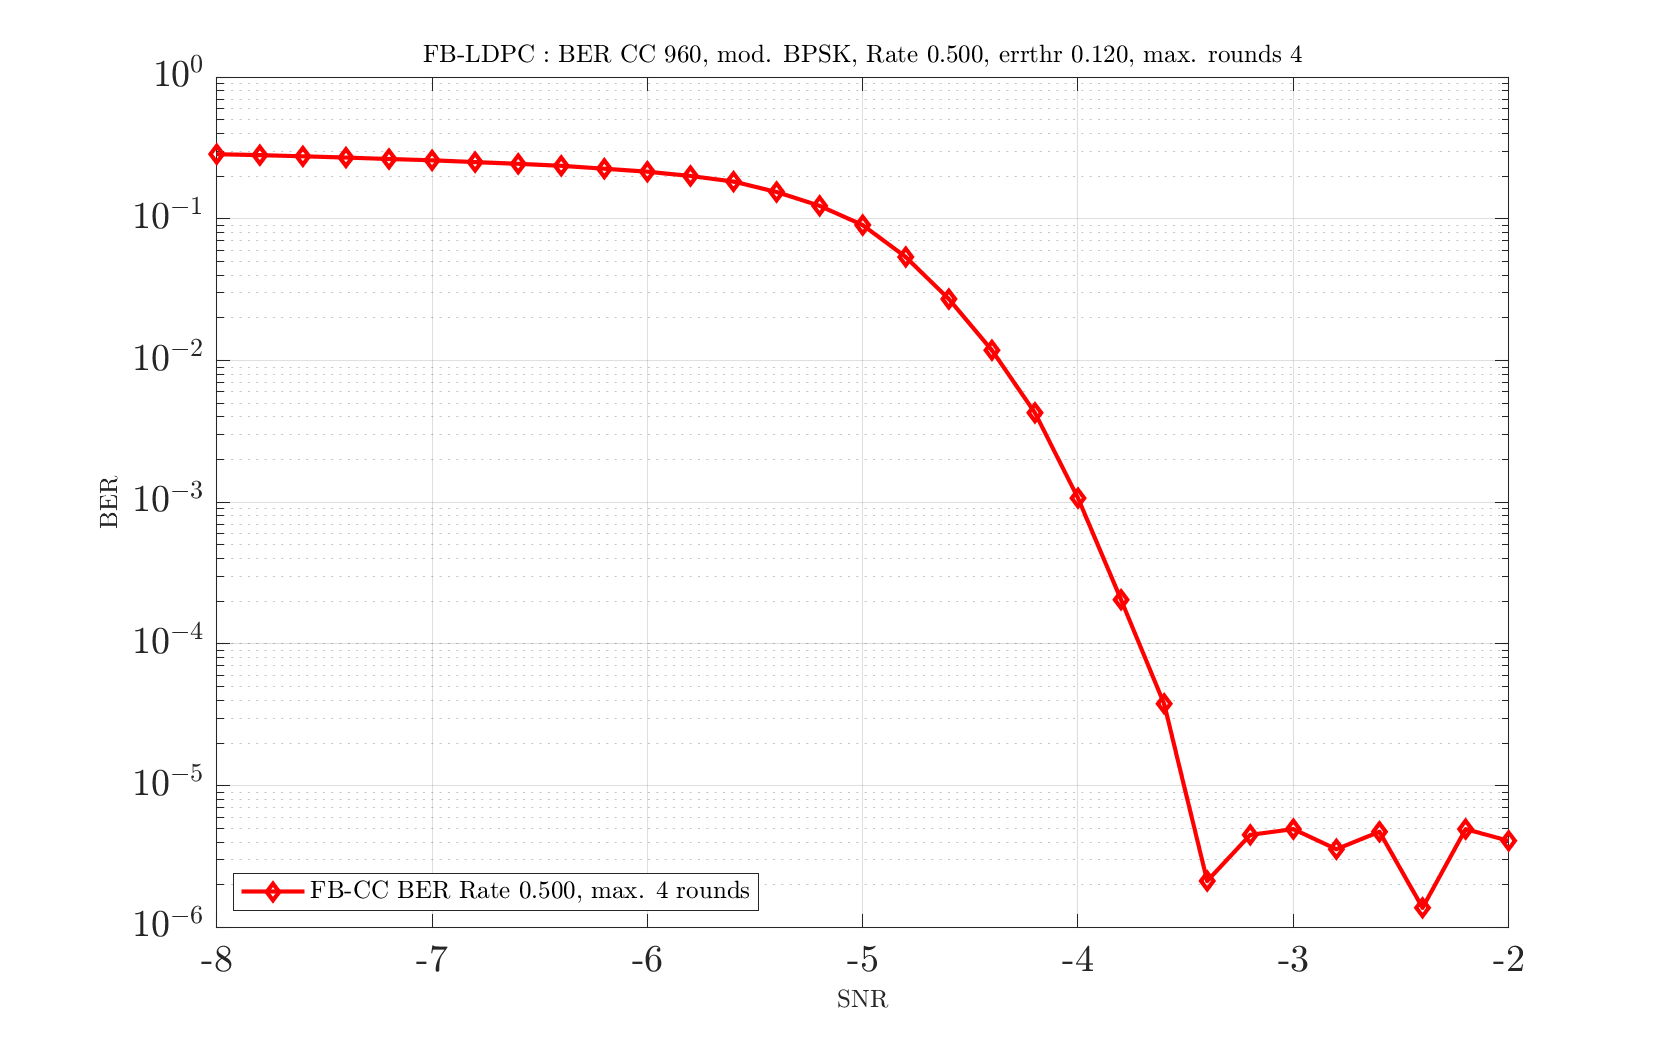 FB-LDPC : BER CC 960, mod. BPSK, Rate 0.500, errthr 0.120, max. rounds 4
10^0
10^-1
10^-2
10^-3
10^-4
10^-5
10^-6
BER
FB-CC BER Rate 0.500, max. 4 rounds
-8 -7 -6 -5 -4 -3 -2
SNR